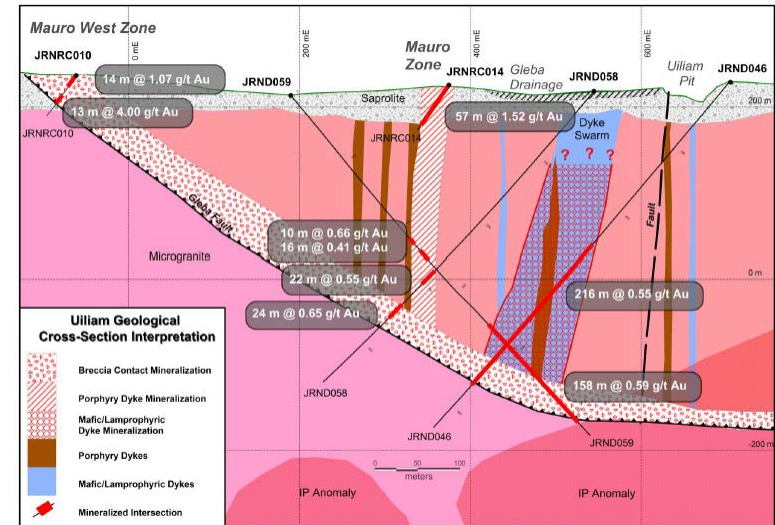 Mauro West Zone
JRNRC010
0 mE
200 mE
400 mE
600 mE
14 m @ 1.07 g/t Au
JRND059
Mauro
Zone
JRNRC014
Gleba
Drainage
JRND058
Uiliam
Pit
JRND046
13 m @ 4.00 g/t Au
Saprolite
200 m
JRNRC010
JRNRC014
57 m @ 1.52 g/t Au
Dyke
Swarm
? ? ?
Gleba Fault
Fault
10 m @ 0.66 g/t Au
16 m @ 0.41 g/t Au
Microgranite
22 m @ 0.55 g/t Au
0 m
216 m @ 0.55 g/t Au
24 m @ 0.65 g/t Au
Uiliam Geological
Cross-Section Interpretation
Breccia Contact Mineralization
Porphyry Dyke Mineralization
Mafic/Lamprophyric
Dyke Mineralization
Porphyry Dykes
Mafic/Lamprophyric Dykes
Mineralized Intersection
158 m @ 0.59 g/t Au
JRND058
JRND046
JRND059
-200 m
0 50 100
meters
IP Anomaly
IP Anomaly